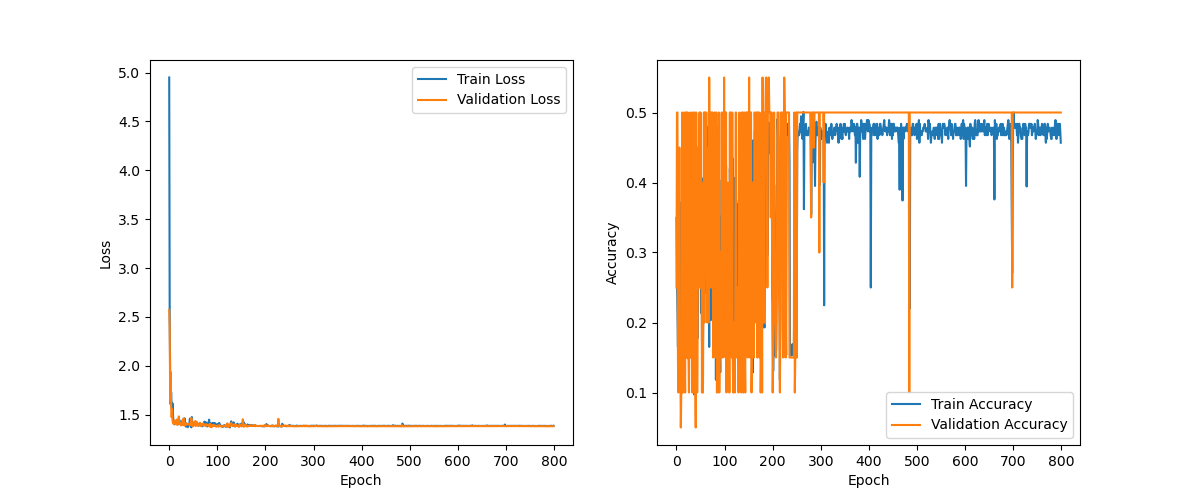 5.0
4.5
4.0
3.5
3.0
2.5
2.0
1.5
Loss
0 100 200 300 400 500 600 700 800
Epoch
Train Loss
Validation Loss
0.5
0.4
0.3
0.2
0.1
Accuracy
0 100 200 300 400 500 600 700 800
Epoch
Train Accuracy
Validation Accuracy